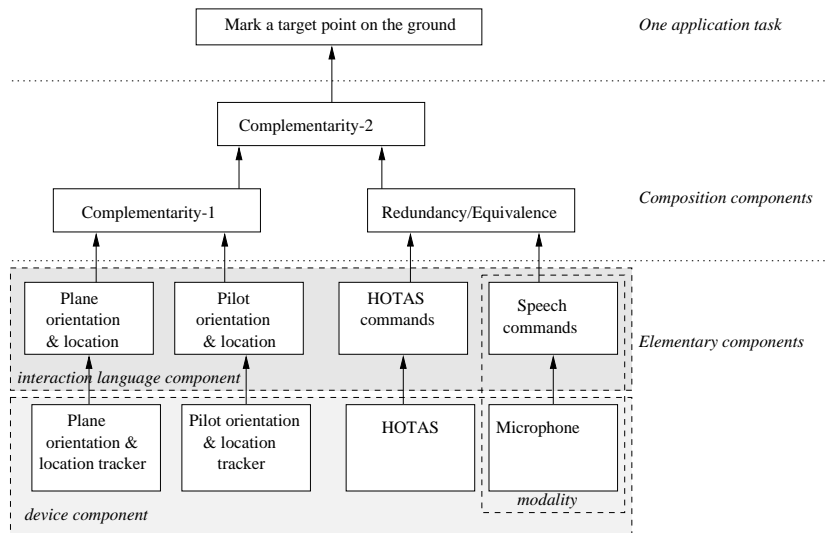 Mark a target point on the ground
One application task
Complementarity-2
Complementarity-1
Redundancy/Equivalence
Composition components
Plane
orientation
& location
Pilot
orientation
& location
HOTAS
commands
Speech
commands
Elementary components
interaction language component
Plane
orientation &
location tracker
Pilot orientation
& location
tracker
HOTAS
Microphone
modality
device component